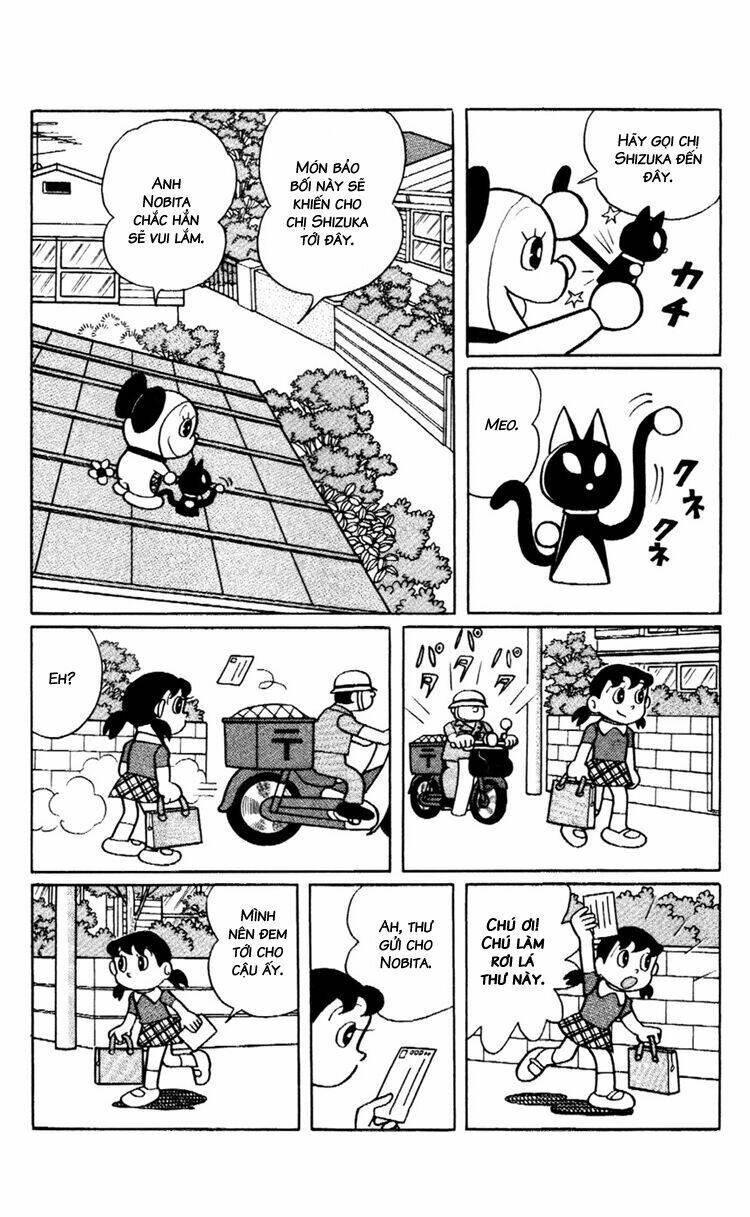 HÃY GỌI CHỊ
SHIZUKA ĐẾN
ĐÂY.
カチ
MEO.
クネ
クネ
MÓN BẢO
BỐI NÀY SẼ
KHIẾN CHO
CHỊ SHIZUKA
TỚI ĐÂY.
ANH
NOBITA
CHẮC HẲN
SẼ VUI LẮM.
パタ
パタ
パタ
〒
EH?
〒
CHÚ ƠI!
CHÚ LÀM
RƠI LÁ
THƯ NÀY.
AH, THƯ
GỬI CHO
NOBITA.
MÌNH
NÊN ĐEM
TỚI CHO
CẬU ẤY.